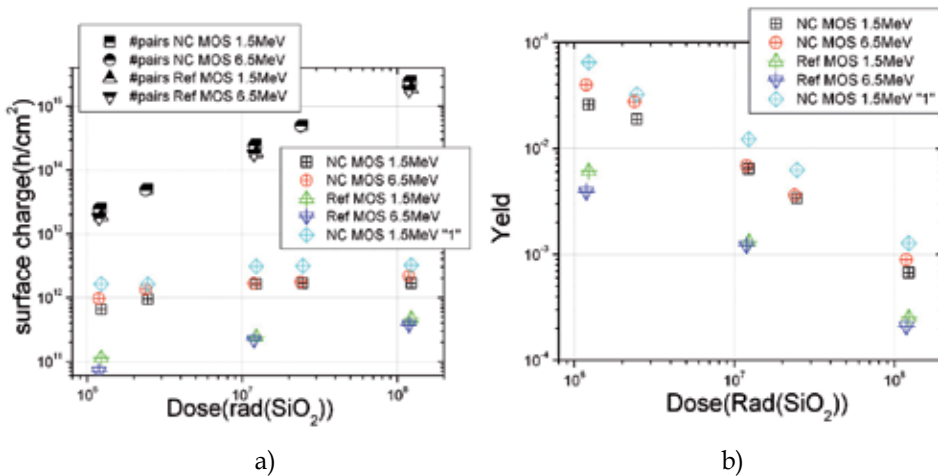 #pairs NC MOS 1.5MeV
#pairs NC MOS 6.5MeV
#pairs Ref MOS 1.5MeV
#pairs Ref MOS 6.5MeV
10¹⁵
10¹⁴
10¹³
10¹²
10¹¹
surface charge(h/cm²)
NC MOS 1.5MeV
NC MOS 6.5MeV
Ref MOS 1.5MeV
Ref MOS 6.5MeV
NC MOS 1.5MeV "1"
10⁶ 10⁷ 10⁸
Dose(rad(SiO₂))
a)
10⁻¹
10⁻²
10⁻³
10⁻⁴
Yeld
NC MOS 1.5MeV
NC MOS 6.5MeV
Ref MOS 1.5MeV
Ref MOS 6.5MeV
NC MOS 1.5MeV "1"
10⁶ 10⁷ 10⁸
Dose(Rad(SiO₂))
b)